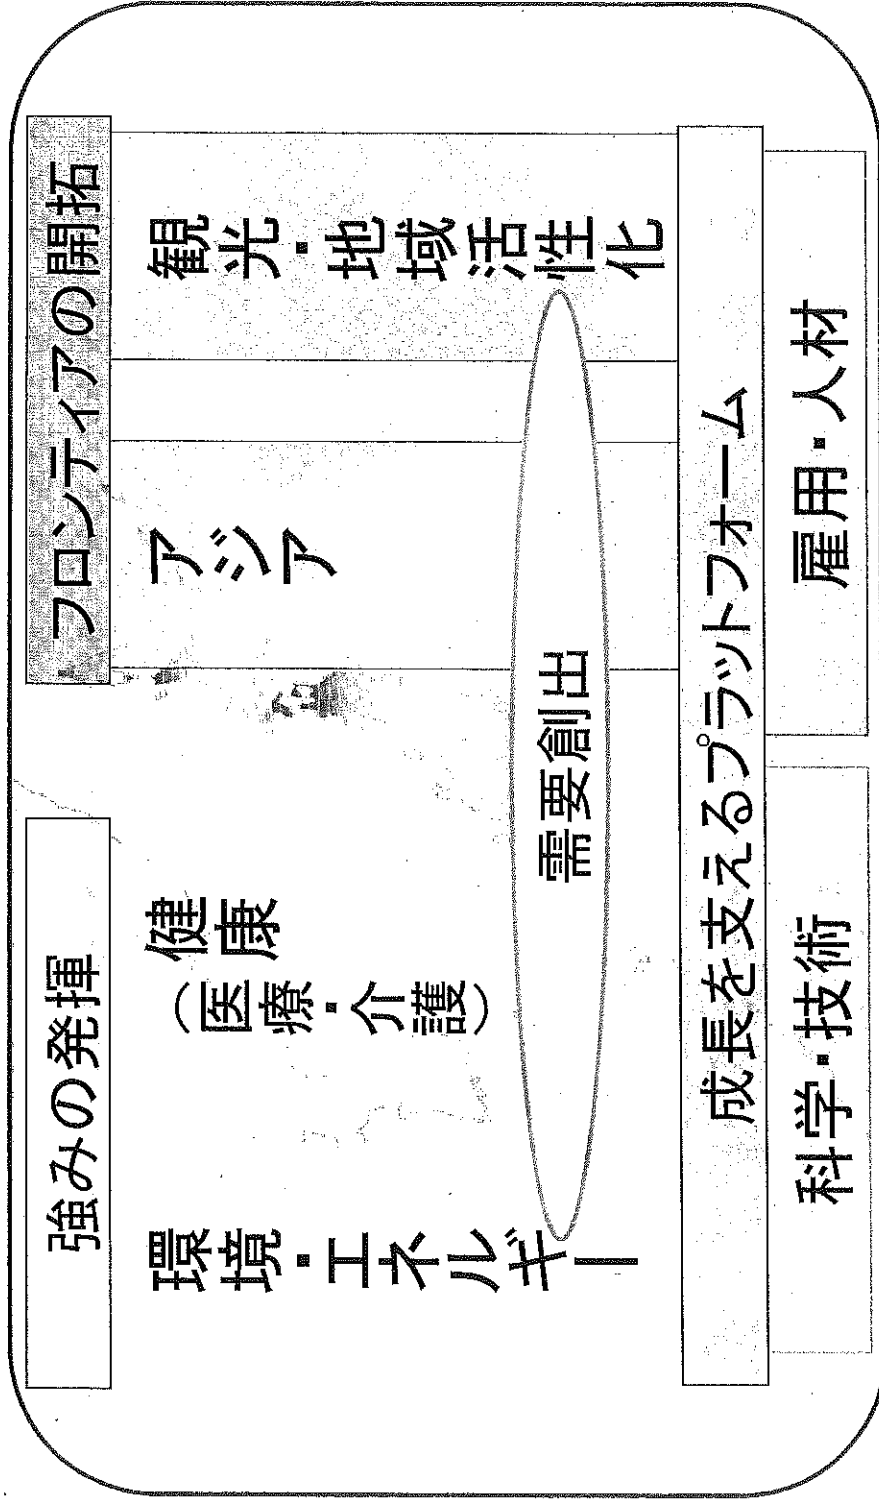 強みの発揮
フロンティアの開拓
環境・エネルギー
健康
（医療・介護）
アジア
観光・地域活性化
需要創出
成長を支えるプラットフォーム
科学・技術
雇用・人材